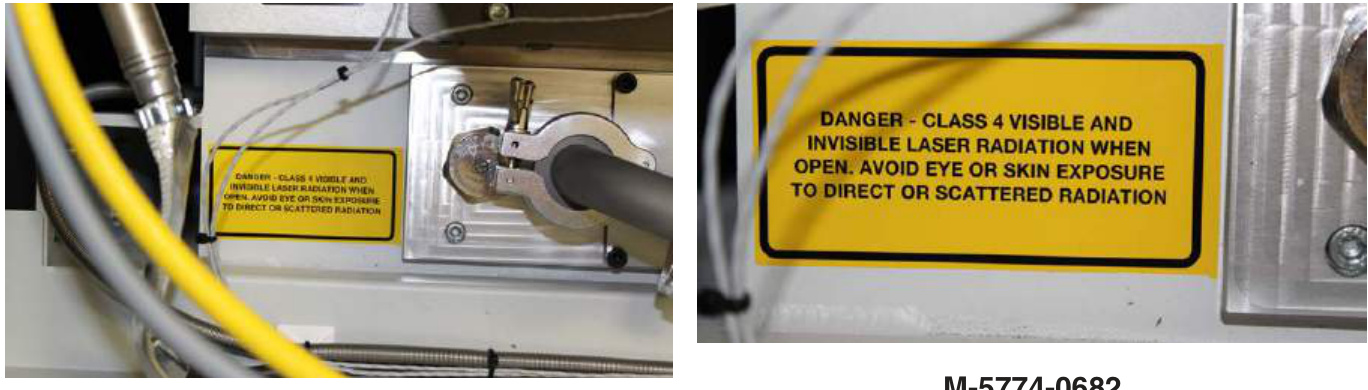 DANGER - CLASS 4 VISIBLE AND
INVISIBLE LASER RADIATION WHEN
OPEN. AVOID EYE OR SKIN EXPOSURE
TO DIRECT OR SCATTERED RADIATION
DANGER - CLASS 4 VISIBLE AND
INVISIBLE LASER RADIATION WHEN
OPEN. AVOID EYE OR SKIN EXPOSURE
TO DIRECT OR SCATTERED RADIATION
M-5774-0682